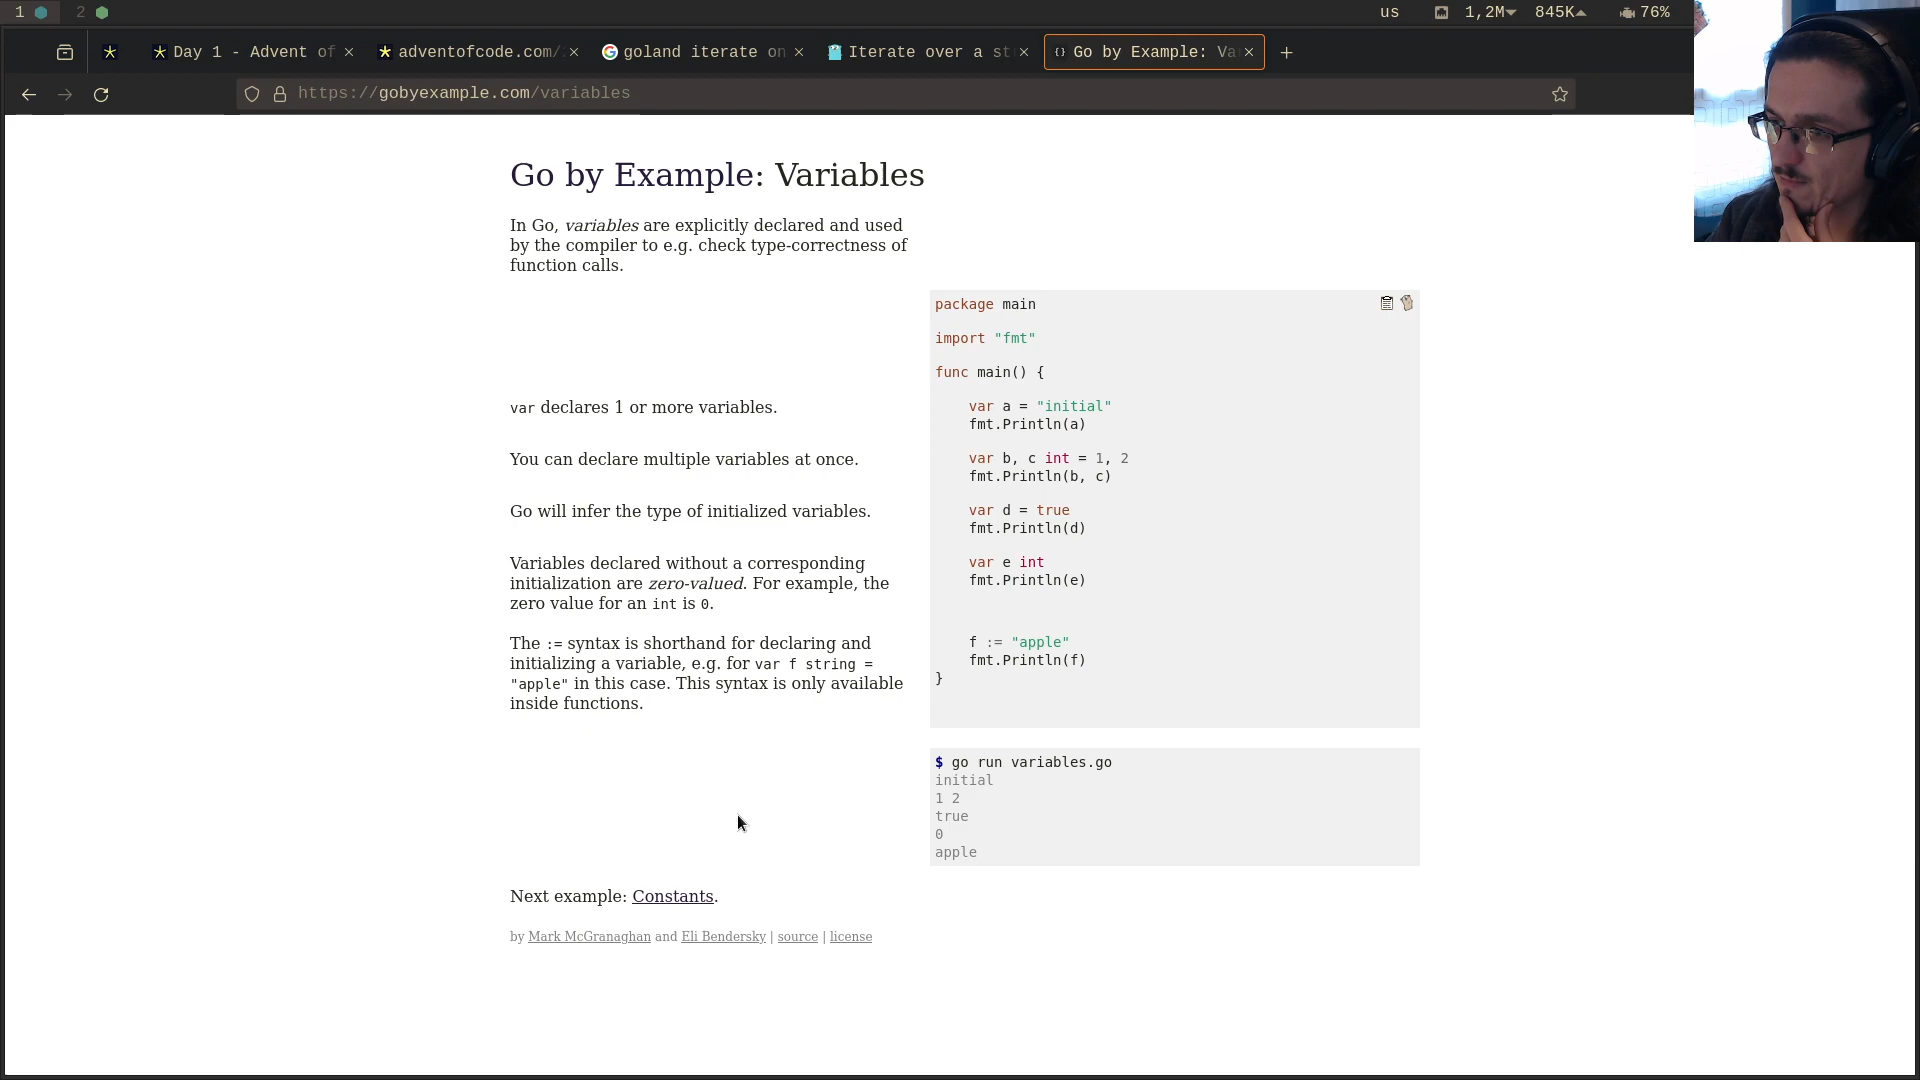 1 2 us 1,2M 845K 76%
Day 1 - Advent of adventofcode.com/ goland iterate on Iterate over a st Go by Example: Va
https://gobyexample.com/variables
Go by Example: Variables
In Go, variables are explicitly declared and used
by the compiler to e.g. check type-correctness of
function calls.
package main
import "fmt"
func main() {
var declares 1 or more variables.
var a = "initial"
fmt.Println(a)
You can declare multiple variables at once.
var b, c int = 1, 2
fmt.Println(b, c)
Go will infer the type of initialized variables.
var d = true
fmt.Println(d)
Variables declared without a corresponding
initialization are zero-valued. For example, the
zero value for an int is 0.
var e int
fmt.Println(e)
The := syntax is shorthand for declaring and
initializing a variable, e.g. for var f string =
"apple" in this case. This syntax is only available
inside functions.
f := "apple"
fmt.Println(f)
}
$ go run variables.go
initial
1 2
true
0
apple
Next example: Constants.
by Mark McGranaghan and Eli Bendersky | source | license